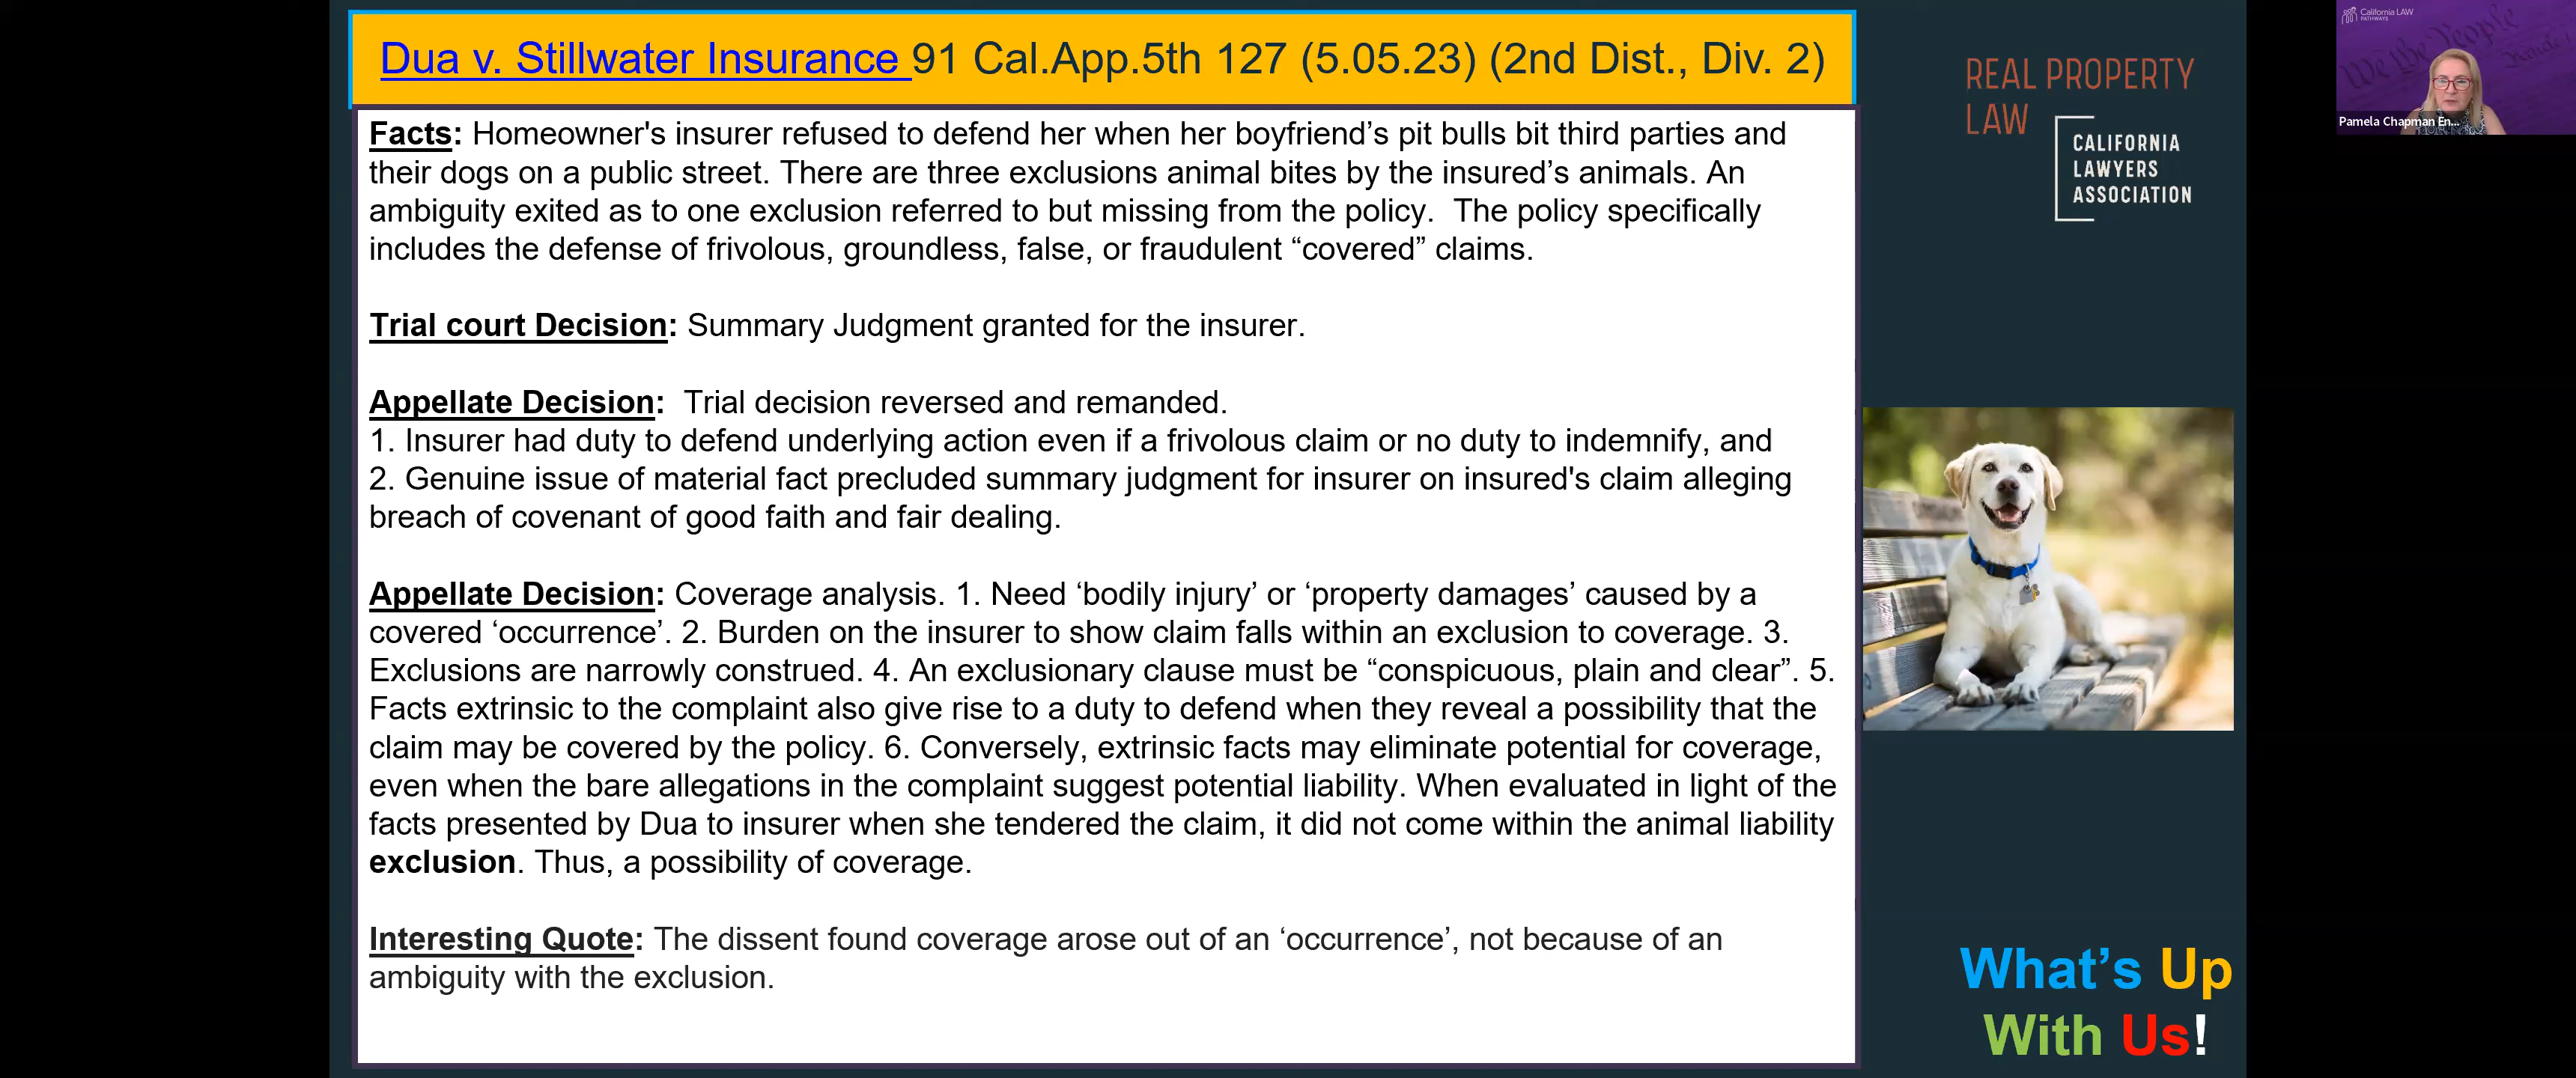 Dua v. Stillwater Insurance 91 Cal.App.5th 127 (5.05.23) (2nd Dist., Div. 2)
Facts: Homeowner's insurer refused to defend her when her boyfriend’s pit bulls bit third parties and
their dogs on a public street. There are three exclusions animal bites by the insured’s animals. An
ambiguity exited as to one exclusion referred to but missing from the policy. The policy specifically
includes the defense of frivolous, groundless, false, or fraudulent “covered” claims.
Trial court Decision: Summary Judgment granted for the insurer.
Appellate Decision: Trial decision reversed and remanded.
1. Insurer had duty to defend underlying action even if a frivolous claim or no duty to indemnify, and
2. Genuine issue of material fact precluded summary judgment for insurer on insured's claim alleging
breach of covenant of good faith and fair dealing.
Appellate Decision: Coverage analysis. 1. Need ‘bodily injury’ or ‘property damages’ caused by a
covered ‘occurrence’. 2. Burden on the insurer to show claim falls within an exclusion to coverage. 3.
Exclusions are narrowly construed. 4. An exclusionary clause must be “conspicuous, plain and clear”. 5.
Facts extrinsic to the complaint also give rise to a duty to defend when they reveal a possibility that the
claim may be covered by the policy. 6. Conversely, extrinsic facts may eliminate potential for coverage,
even when the bare allegations in the complaint suggest potential liability. When evaluated in light of the
facts presented by Dua to insurer when she tendered the claim, it did not come within the animal liability
exclusion. Thus, a possibility of coverage.
Interesting Quote: The dissent found coverage arose out of an ‘occurrence’, not because of an
ambiguity with the exclusion.
REAL PROPERTY
LAW
CALIFORNIA
LAWYERS
ASSOCIATION
What’s Up
With Us!
California LAW
PATHWAYS
We the People
Pamela Chapman En...